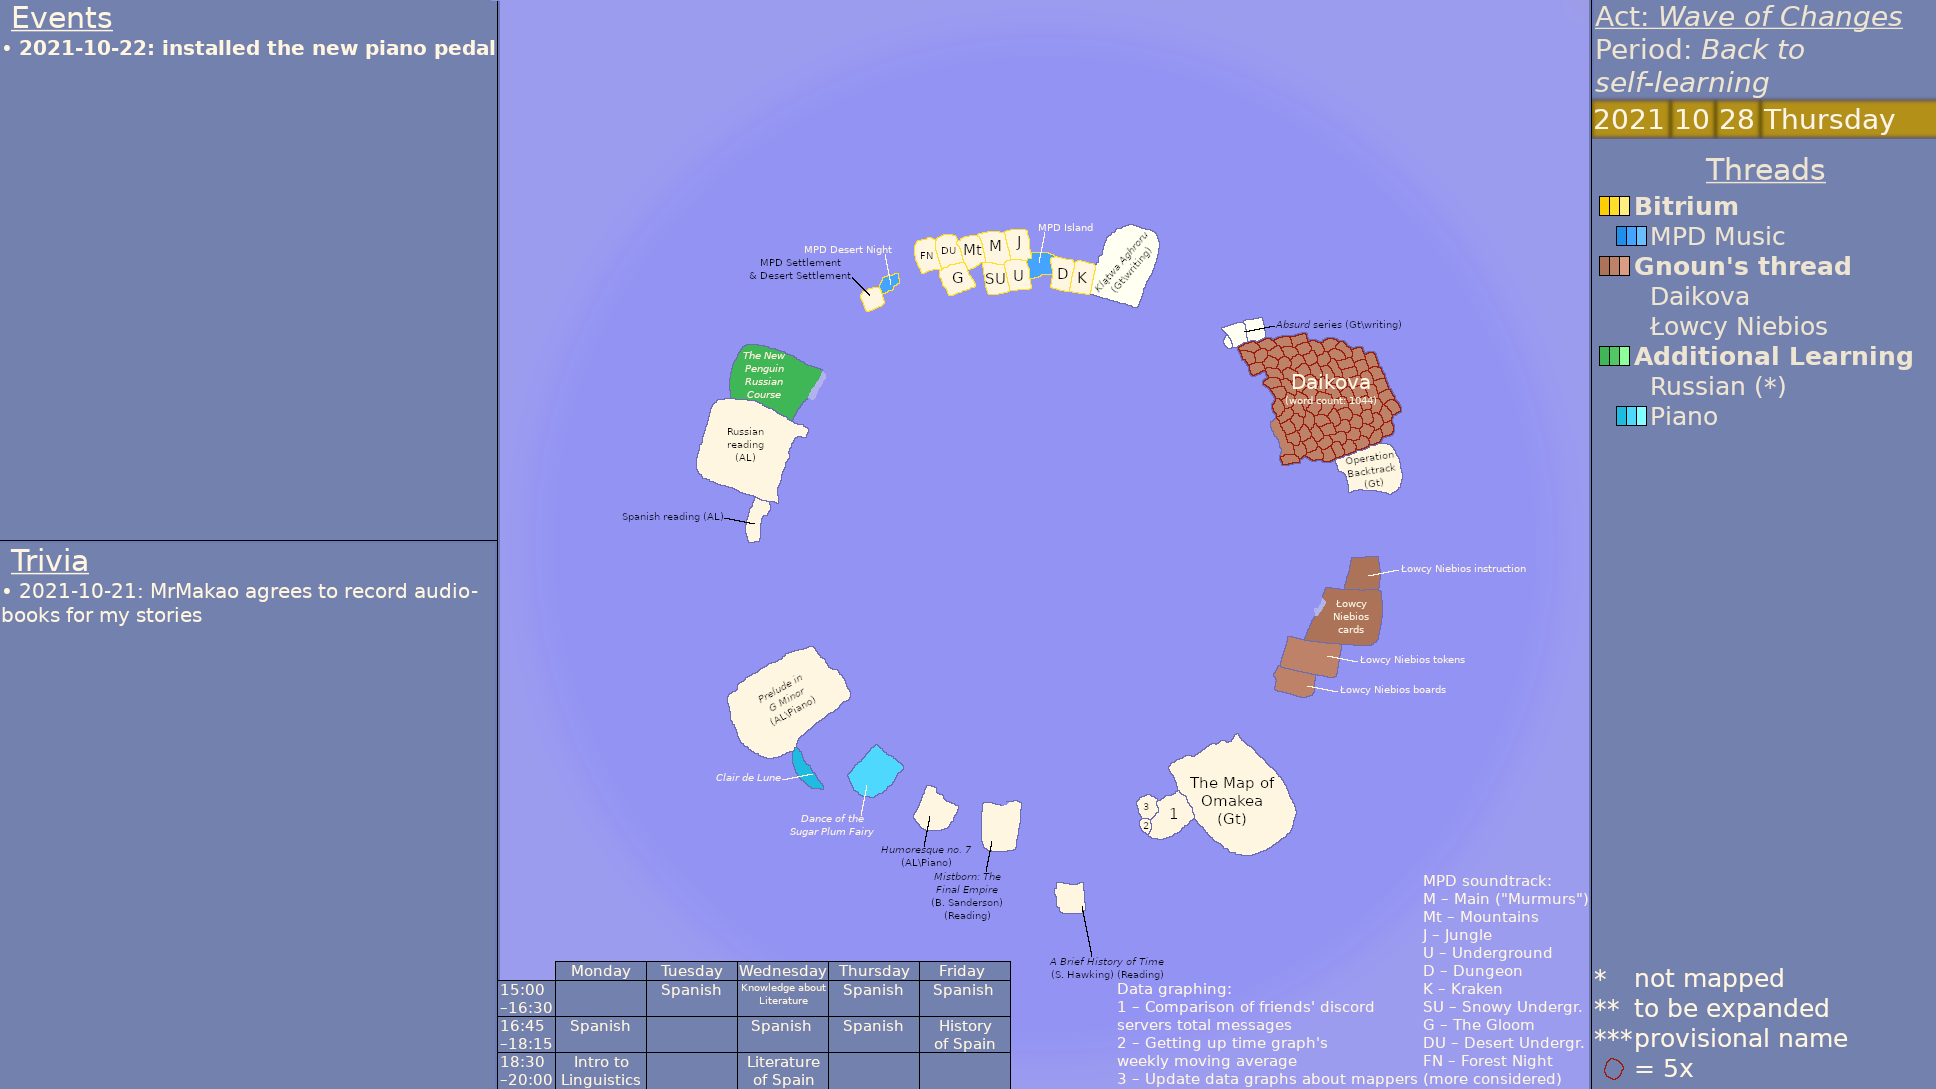 Events
• 2021-10-22: installed the new piano pedal
Trivia
• 2021-10-21: MrMakao agrees to record audio-
books for my stories
MPD Desert Night
MPD Settlement
& Desert Settlement
FN
DU
Mt
M
J
G
SU
U
MPD Island
D
K
Klątwa Aghroru
(Gt\writing)
Absurd series (Gt\writing)
Daikova
(word count: 1044)
Operation
Backtrack
(Gt)
The New
Penguin
Russian
Course
Russian
reading
(AL)
Spanish reading (AL)
Łowcy Niebios instruction
Łowcy
Niebios
cards
Łowcy Niebios tokens
Łowcy Niebios boards
Prelude in
G Minor
(AL\Piano)
Clair de Lune
Dance of the
Sugar Plum Fairy
Humoresque no. 7
(AL\Piano)
Mistborn: The
Final Empire
(B. Sanderson)
(Reading)
A Brief History of Time
(S. Hawking) (Reading)
The Map of
Omakea
(Gt)
3
1
2
Monday Tuesday Wednesday Thursday Friday
15:00
–16:30
Spanish
Knowledge about
Literature
Spanish
Spanish
16:45
–18:15
Spanish
Spanish
Spanish
History
of Spain
18:30
–20:00
Intro to
Linguistics
Literature
of Spain
Data graphing:
1 – Comparison of friends' discord
servers total messages
2 – Getting up time graph's
weekly moving average
3 – Update data graphs about mappers
MPD soundtrack:
M – Main ("Murmurs")
Mt – Mountains
J – Jungle
U – Underground
D – Dungeon
K – Kraken
SU – Snowy Undergr.
G – The Gloom
DU – Desert Undergr.
FN – Forest Night
(more considered)
Act: Wave of Changes
Period: Back to
self-learning
2021 10 28 Thursday
Threads
Bitrium
MPD Music
Gnoun's thread
Daikova
Łowcy Niebios
Additional Learning
Russian (*)
Piano
* not mapped
** to be expanded
*** provisional name
= 5x